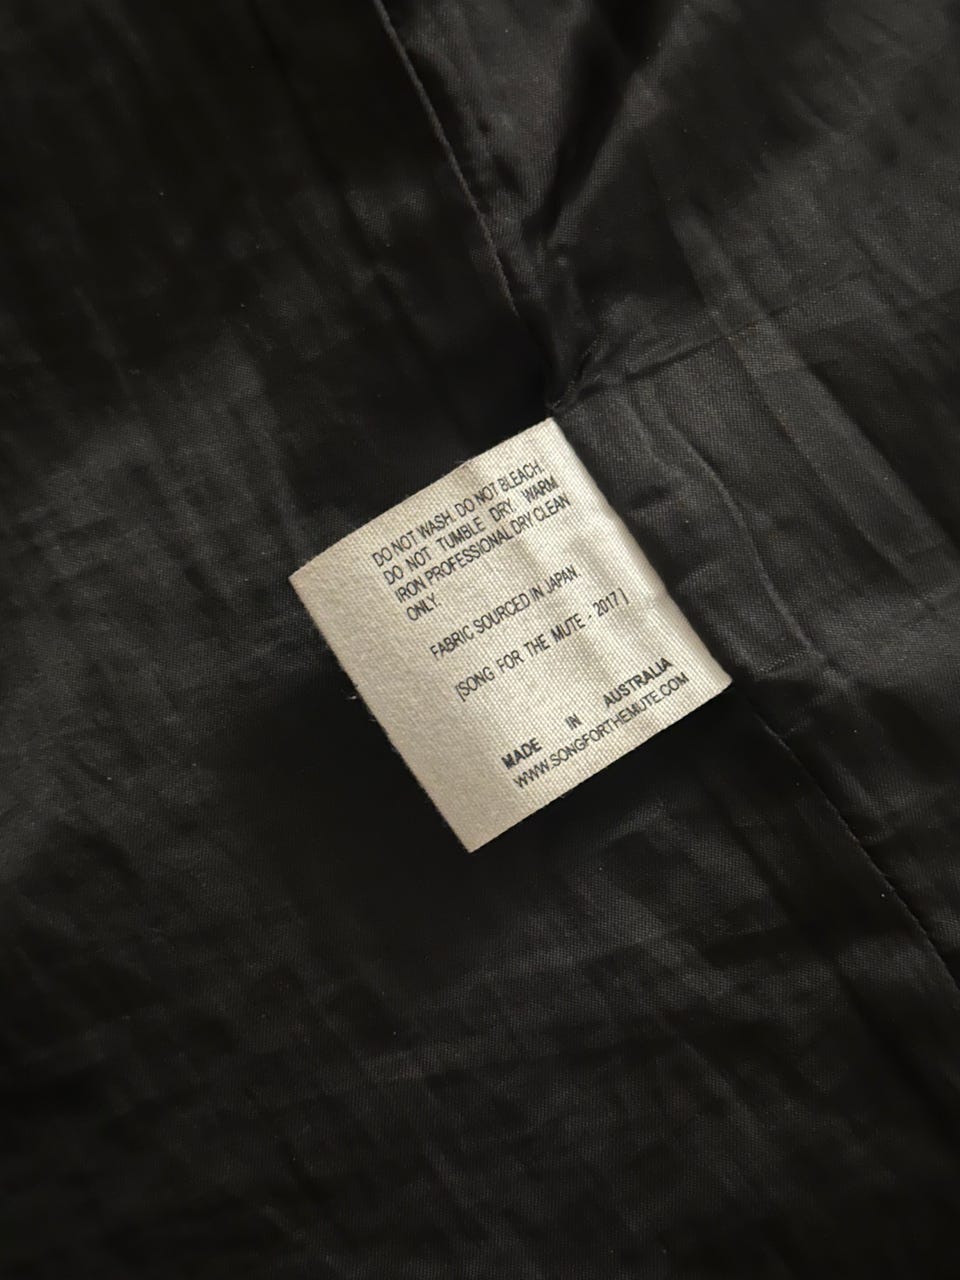 DO NOT WASH. DO NOT BLEACH.
DO NOT TUMBLE DRY. WARM
IRON PROFESSIONAL DRY CLEAN
ONLY.
FABRIC SOURCED IN JAPAN.
[SONG FOR THE MUTE - 2017]
MADE IN AUSTRALIA
WWW.SONGFORTHEMUTE.COM